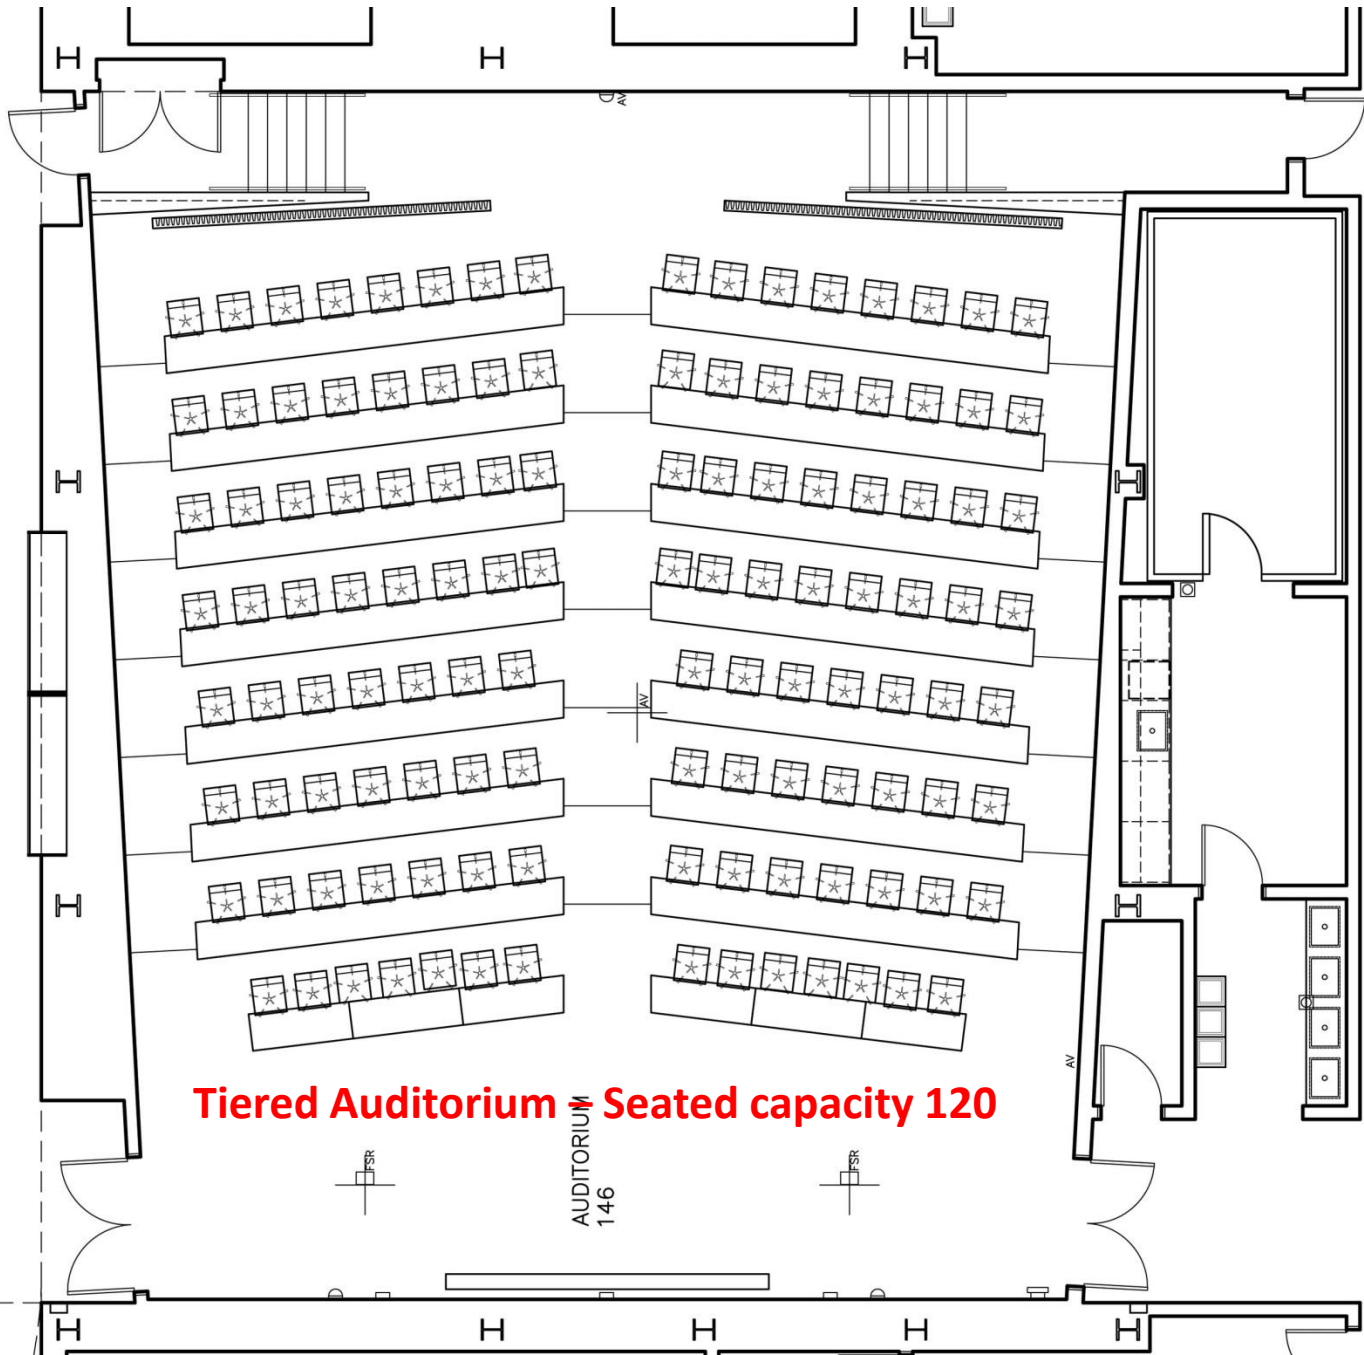 AV
AV
Tiered Auditorium – Seated capacity 120
AV
FSR
FSR
AUDITORIUM
146